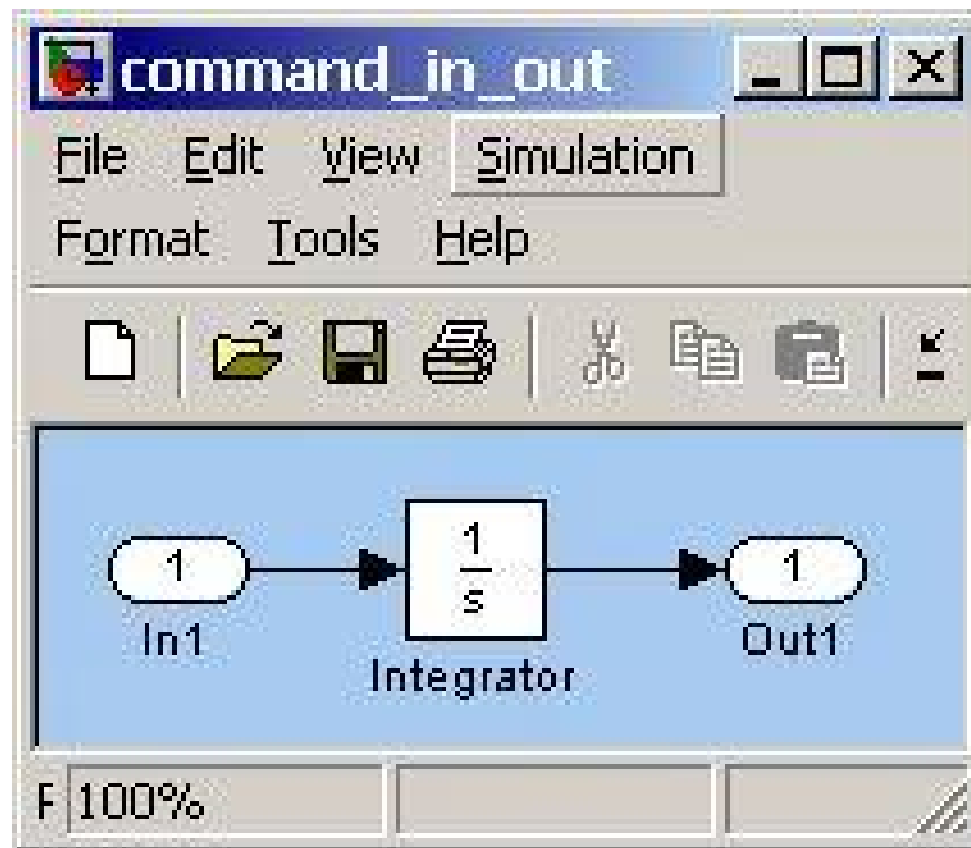 command_in_out
File Edit View Simulation
Format Tools Help
1
In1
1
s
Integrator
1
Out1
F 100%